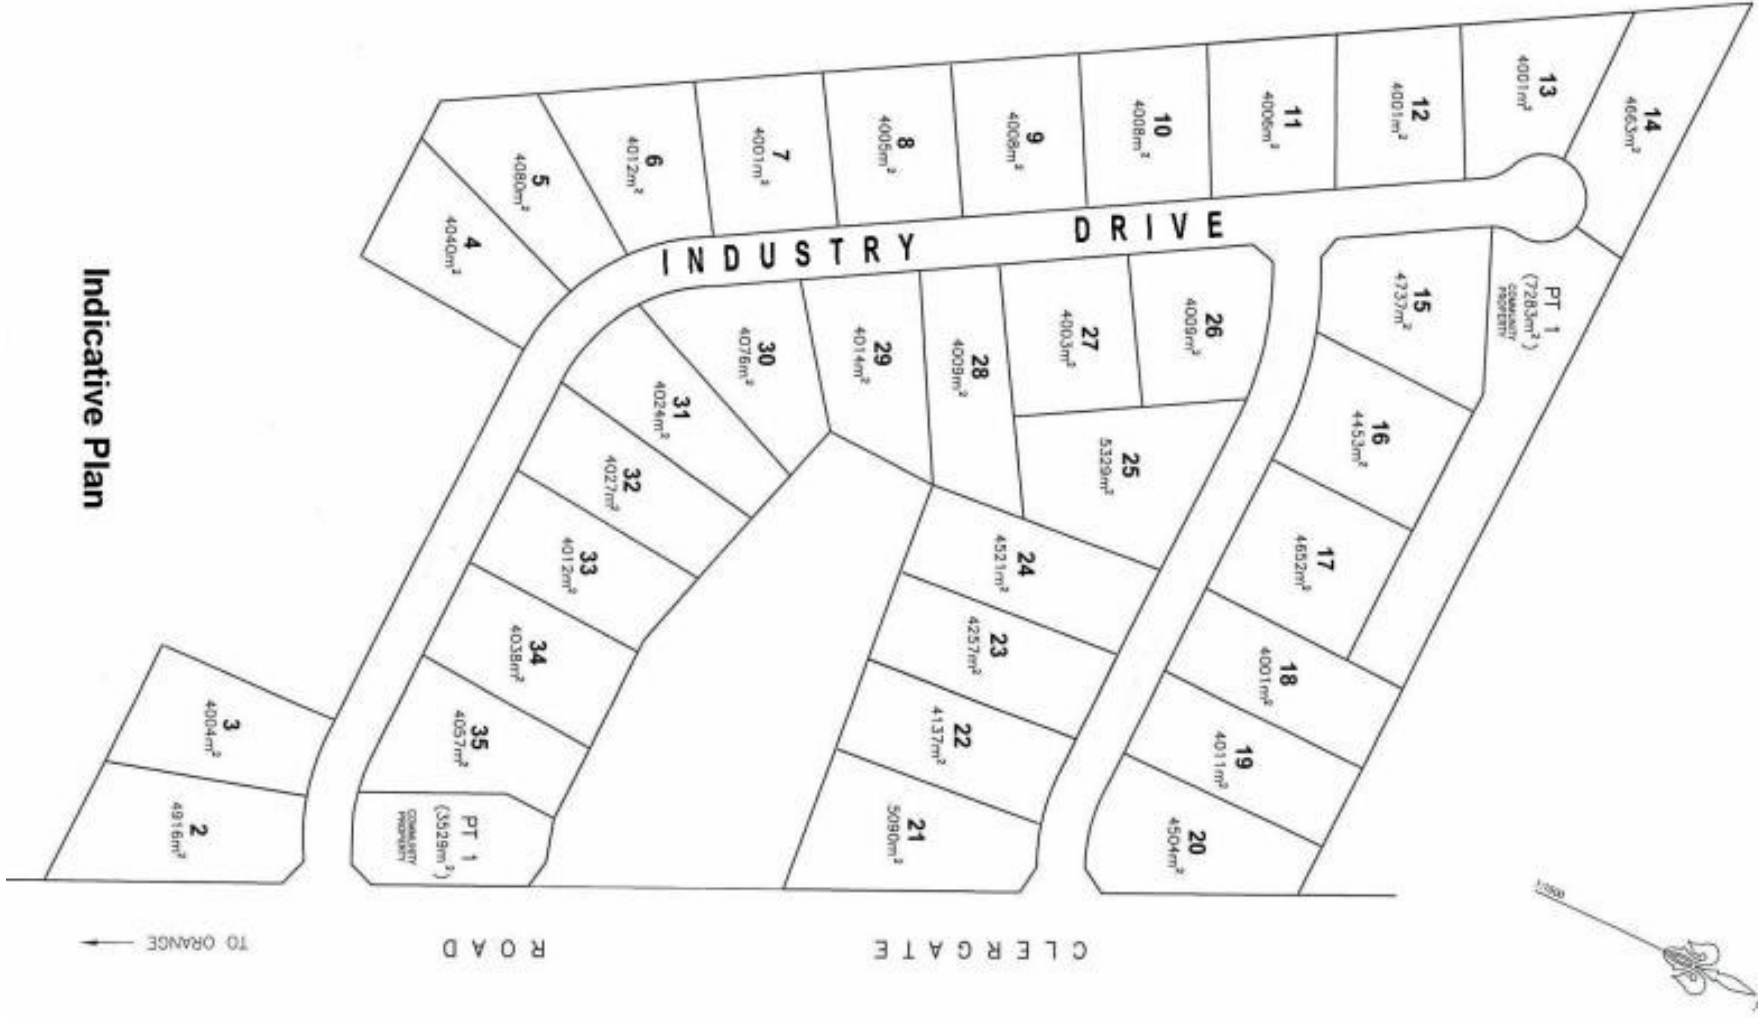 Indicative Plan
INDUSTRY DRIVE
CLERGATE ROAD
TO ORANGE
2
4916m²
3
4004m²
4
4040m²
5
4080m²
6
4012m²
7
4001m²
8
4005m²
9
4008m²
10
4008m²
11
4006m²
12
4001m²
13
4001m²
14
4663m²
15
4737m²
PT 1
(7283m²)
COMMUNITY
PROPERTY
16
4453m²
17
4652m²
18
4001m²
19
4011m²
20
4504m²
21
5090m²
22
4137m²
23
4257m²
24
4521m²
25
5329m²
26
4009m²
27
4003m²
28
4009m²
29
4014m²
30
4076m²
31
4024m²
32
4027m²
33
4012m²
34
4038m²
35
4057m²
PT 1
(3529m²)
COMMUNITY
PROPERTY